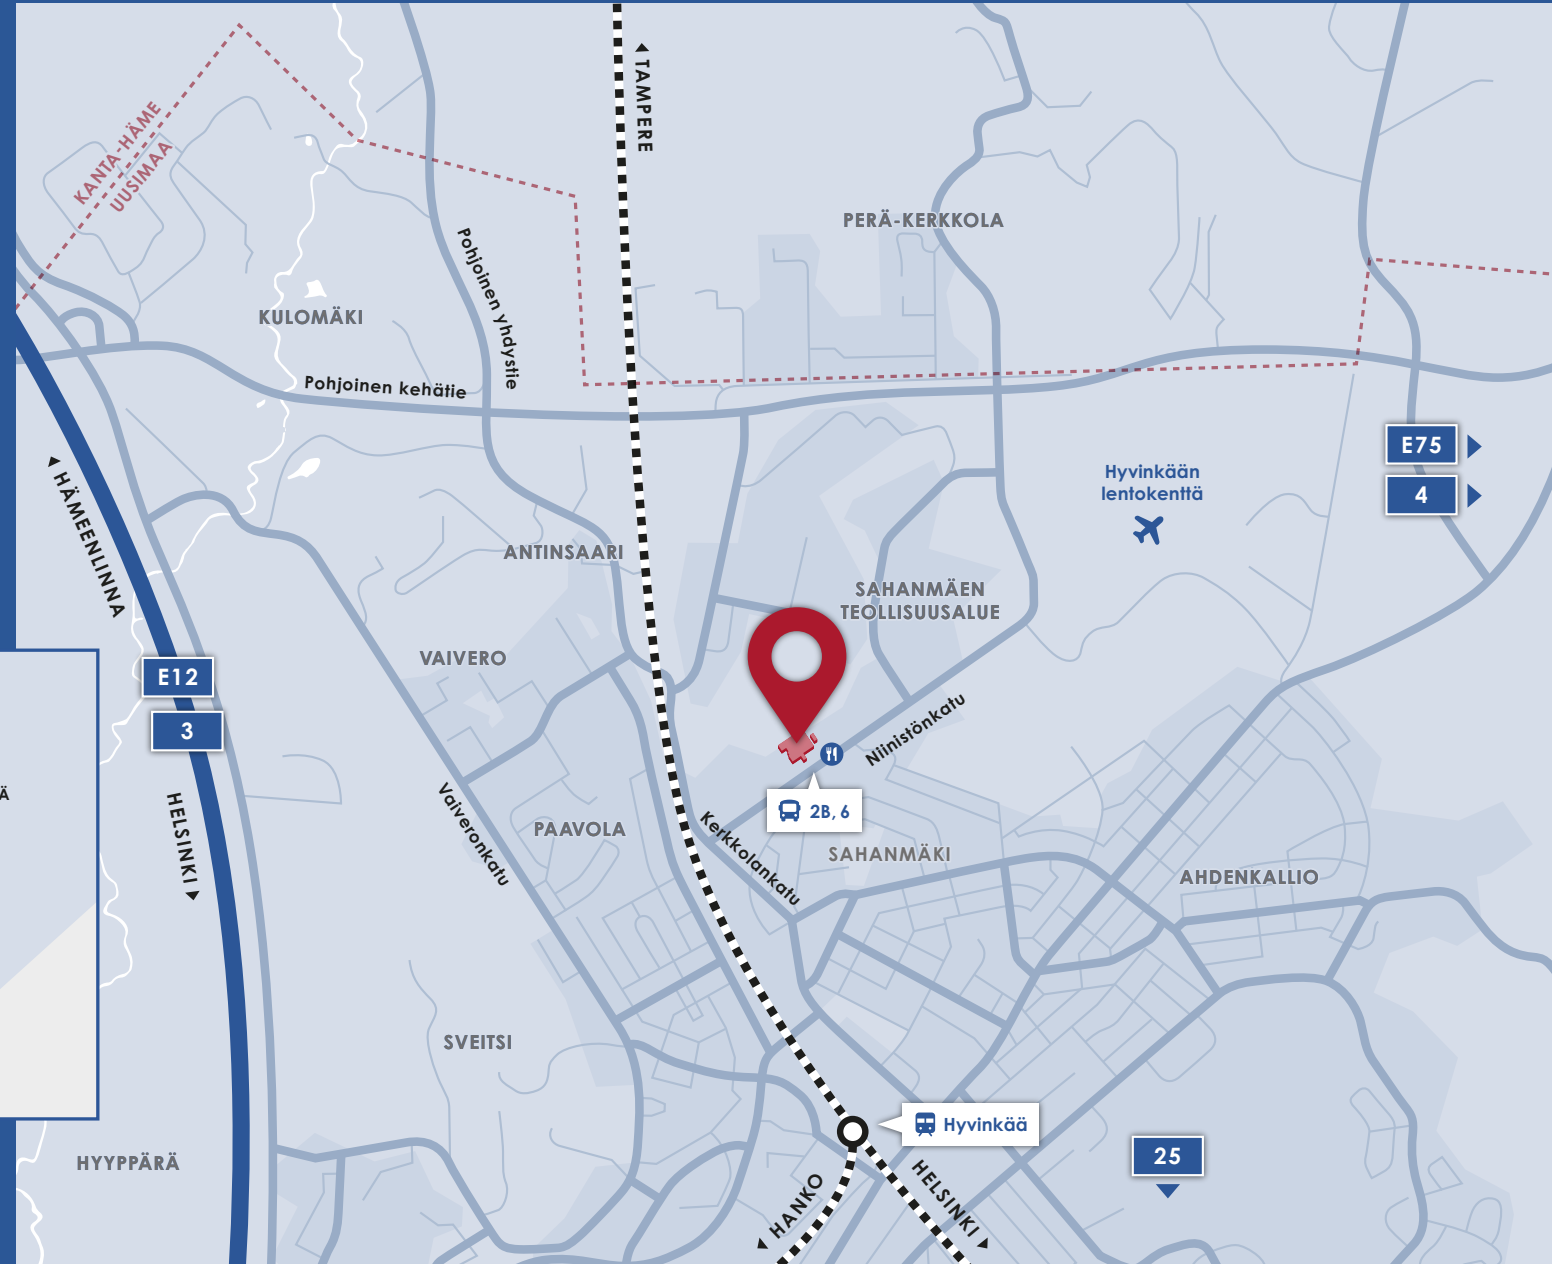 TAMPERE
KANTA-HÄME
UUSIMAA
PERÄ-KERKKOLA
Pohjoinen yhdystie
KULOMÄKI
Pohjoinen kehätie
E75
4
Hyvinkään
lentokenttä
HÄMEENLINNA
ANTINSAARI
SAHANMÄEN
TEOLLISUUSALUE
VAIVERO
E12
3
Niinistönkatu
Ä
HELSINKI
Vaiveronkatu
PAAVOLA
2B, 6
Kerkkolankatu
SAHANMÄKI
AHDENKALLIO
SVEITSI
Hyvinkää
HYYPPÄRÄ
25
HANKO
HELSINKI